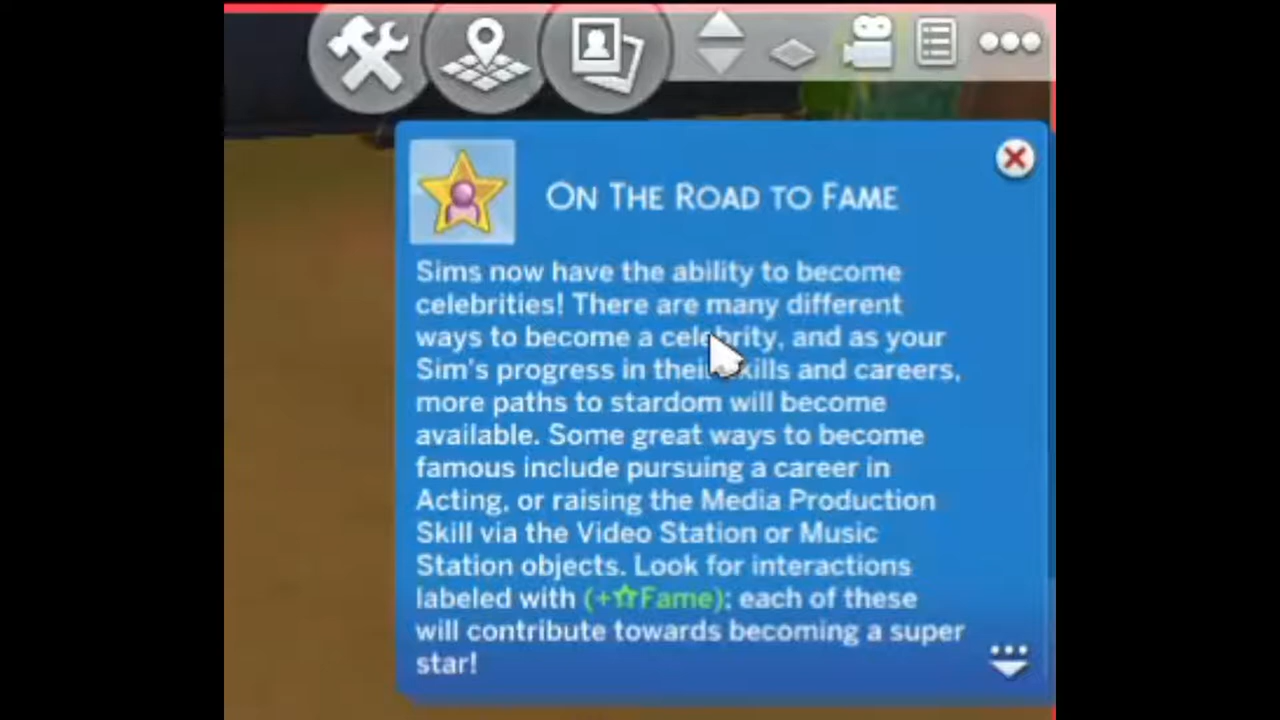 ON THE ROAD TO FAME
Sims now have the ability to become
celebrities! There are many different
ways to become a celebrity, and as your
Sim's progress in their skills and careers,
more paths to stardom will become
available. Some great ways to become
famous include pursuing a career in
Acting, or raising the Media Production
Skill via the Video Station or Music
Station objects. Look for interactions
labeled with (+☆Fame); each of these
will contribute towards becoming a super
star!